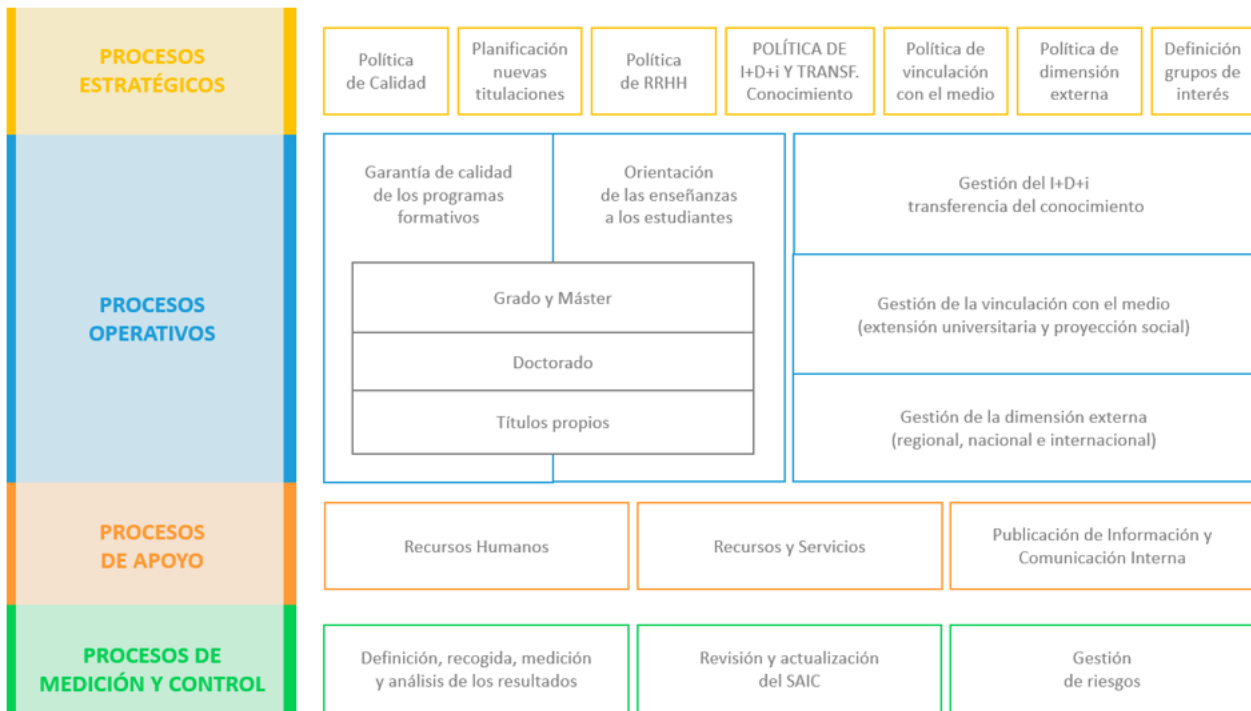 PROCESOS
ESTRATÉGICOS
Política
de Calidad
Planificación
nuevas
titulaciones
Política
de RRHH
POLÍTICA DE
I+D+i Y TRANSF.
Conocimiento
Política de
vinculación
con el medio
Política de
dimensión
externa
Definición
grupos de
interés
PROCESOS
OPERATIVOS
Garantía de calidad
de los programas
formativos
Orientación
de las enseñanzas
a los estudiantes
Grado y Máster
Doctorado
Títulos propios
Gestión del I+D+i
transferencia del conocimiento
Gestión de la vinculación con el medio
(extensión universitaria y proyección social)
Gestión de la dimensión externa
(regional, nacional e internacional)
PROCESOS
DE APOYO
Recursos Humanos
Recursos y Servicios
Publicación de Información y
Comunicación Interna
PROCESOS DE
MEDICIÓN Y CONTROL
Definición, recogida, medición
y análisis de los resultados
Revisión y actualización
del SAIC
Gestión
de riesgos